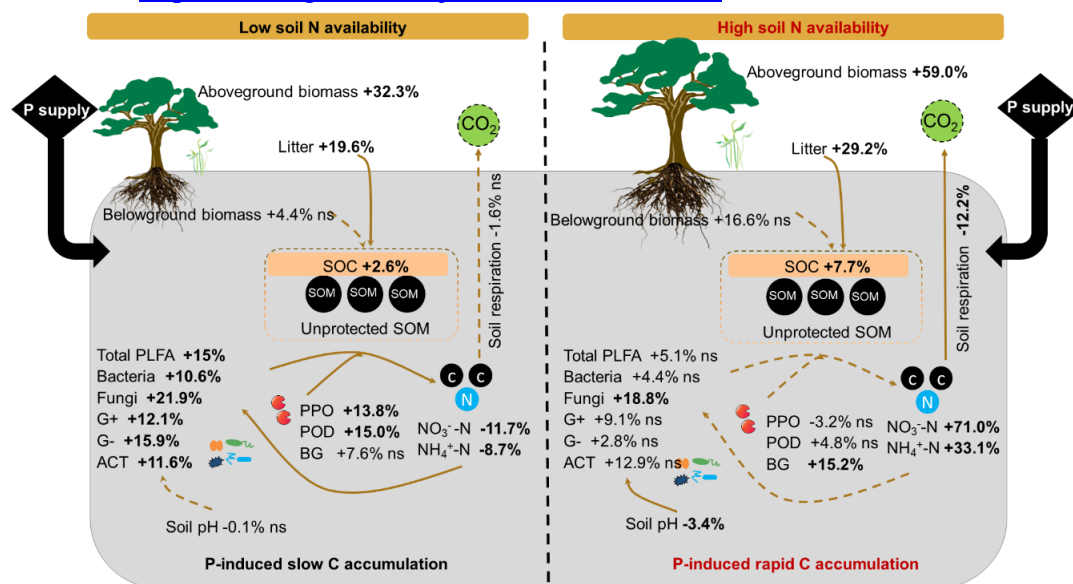 Low soil N availability
High soil N availability
P supply
Aboveground biomass +32.3%
CO2
Litter +19.6%
Belowground biomass +4.4% ns
Soil respiration -1.6% ns
SOC +2.6%
SOM SOM SOM
Unprotected SOM
Total PLFA +15%
Bacteria +10.6%
Fungi +21.9%
G+ +12.1%
G- +15.9%
ACT +11.6%
PPO +13.8%
POD +15.0%
BG +7.6% ns
C C
N
NO3--N -11.7%
NH4+-N -8.7%
Soil pH -0.1% ns
P-induced slow C accumulation
Aboveground biomass +59.0%
P supply
CO2
Litter +29.2%
Belowground biomass +16.6% ns
Soil respiration -12.2%
SOC +7.7%
SOM SOM SOM
Unprotected SOM
Total PLFA +5.1% ns
Bacteria +4.4% ns
Fungi +18.8%
G+ +9.1% ns
G- +2.8% ns
ACT +12.9% ns
PPO -3.2% ns
POD +4.8% ns
BG +15.2%
C C
N
NO3--N +71.0%
NH4+-N +33.1%
Soil pH -3.4%
P-induced rapid C accumulation